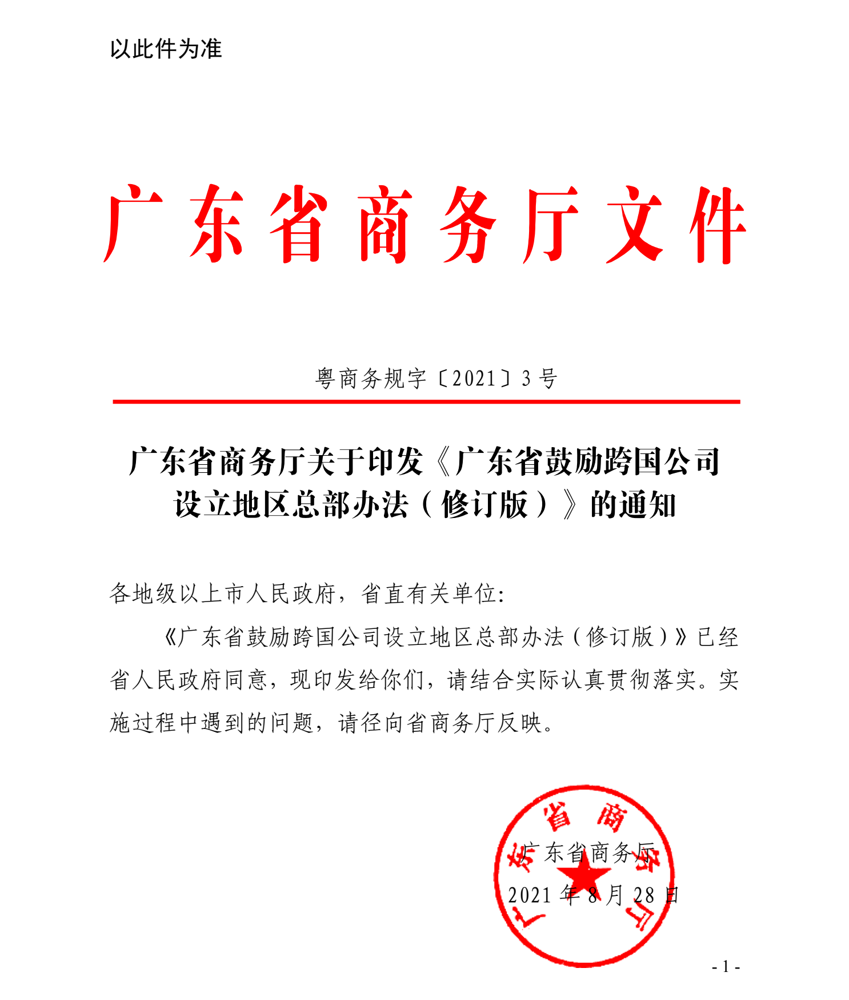 以此件为准
广东省商务厅文件
粤商务规字〔2021〕3 号
广东省商务厅关于印发《广东省鼓励跨国公司
设立地区总部办法（修订版）》的通知
各地级以上市人民政府，省直有关单位：
《广东省鼓励跨国公司设立地区总部办法（修订版）》已经
省人民政府同意，现印发给你们，请结合实际认真贯彻落实。实
施过程中遇到的问题，请径向省商务厅反映。
广东省商务厅
广东省商务厅
2021 年 8 月 28 日
- 1 -